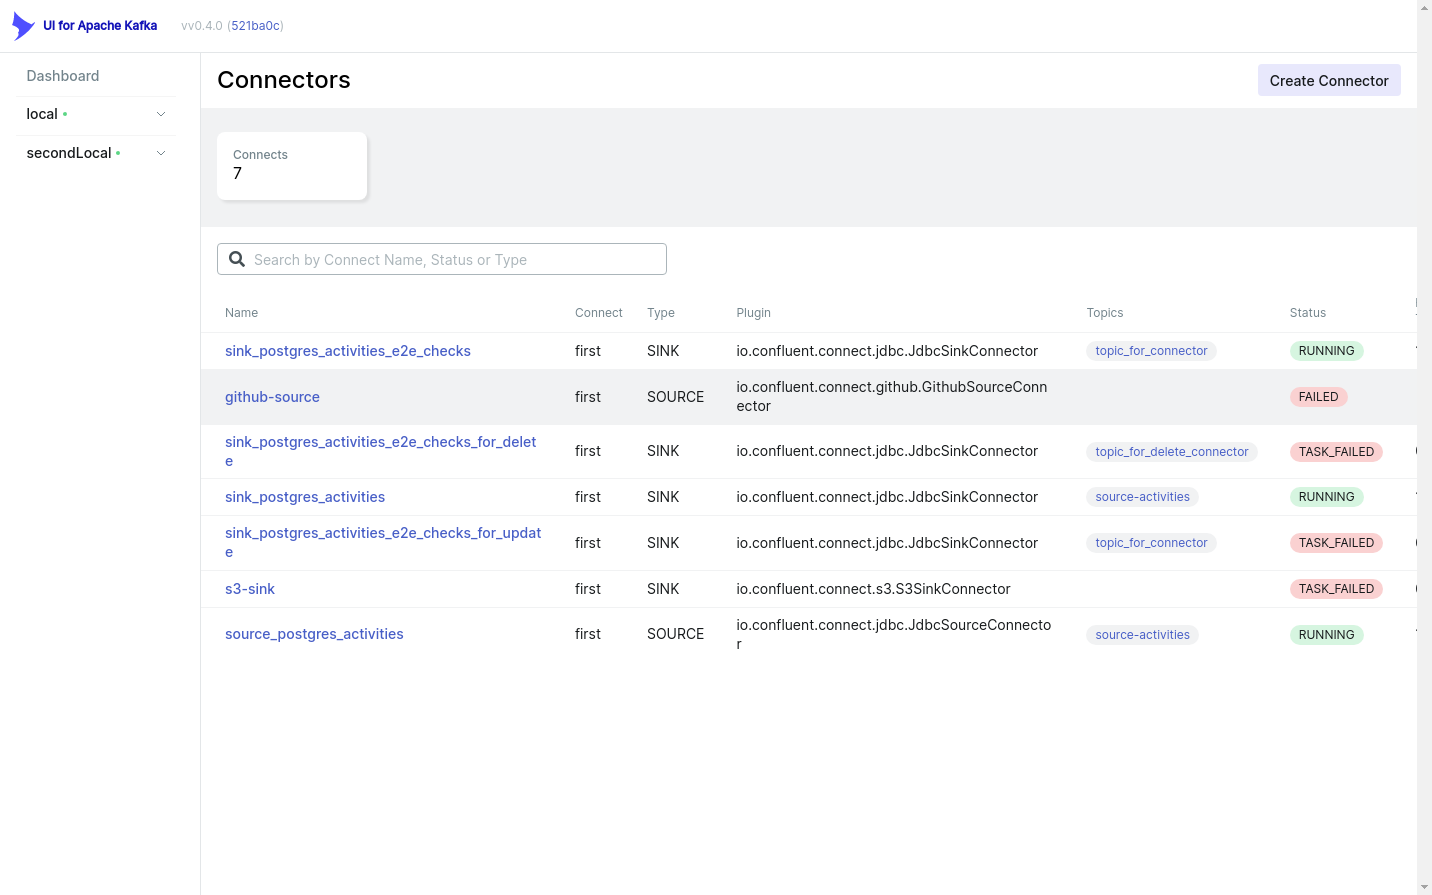 UI for Apache Kafka vv0.4.0 (521ba0c)
Dashboard
local
secondLocal
Connectors
Create Connector
Connects
7
Search by Connect Name, Status or Type
Name Connect Type Plugin Topics Status
sink_postgres_activities_e2e_checks first SINK io.confluent.connect.jdbc.JdbcSinkConnector topic_for_connector RUNNING
github-source first SOURCE io.confluent.connect.github.GithubSourceConn
ector FAILED
sink_postgres_activities_e2e_checks_for_delet
e first SINK io.confluent.connect.jdbc.JdbcSinkConnector topic_for_delete_connector TASK_FAILED
sink_postgres_activities first SINK io.confluent.connect.jdbc.JdbcSinkConnector source-activities RUNNING
sink_postgres_activities_e2e_checks_for_updat
e first SINK io.confluent.connect.jdbc.JdbcSinkConnector topic_for_connector TASK_FAILED
s3-sink first SINK io.confluent.connect.s3.S3SinkConnector TASK_FAILED
source_postgres_activities first SOURCE io.confluent.connect.jdbc.JdbcSourceConnecto
r source-activities RUNNING